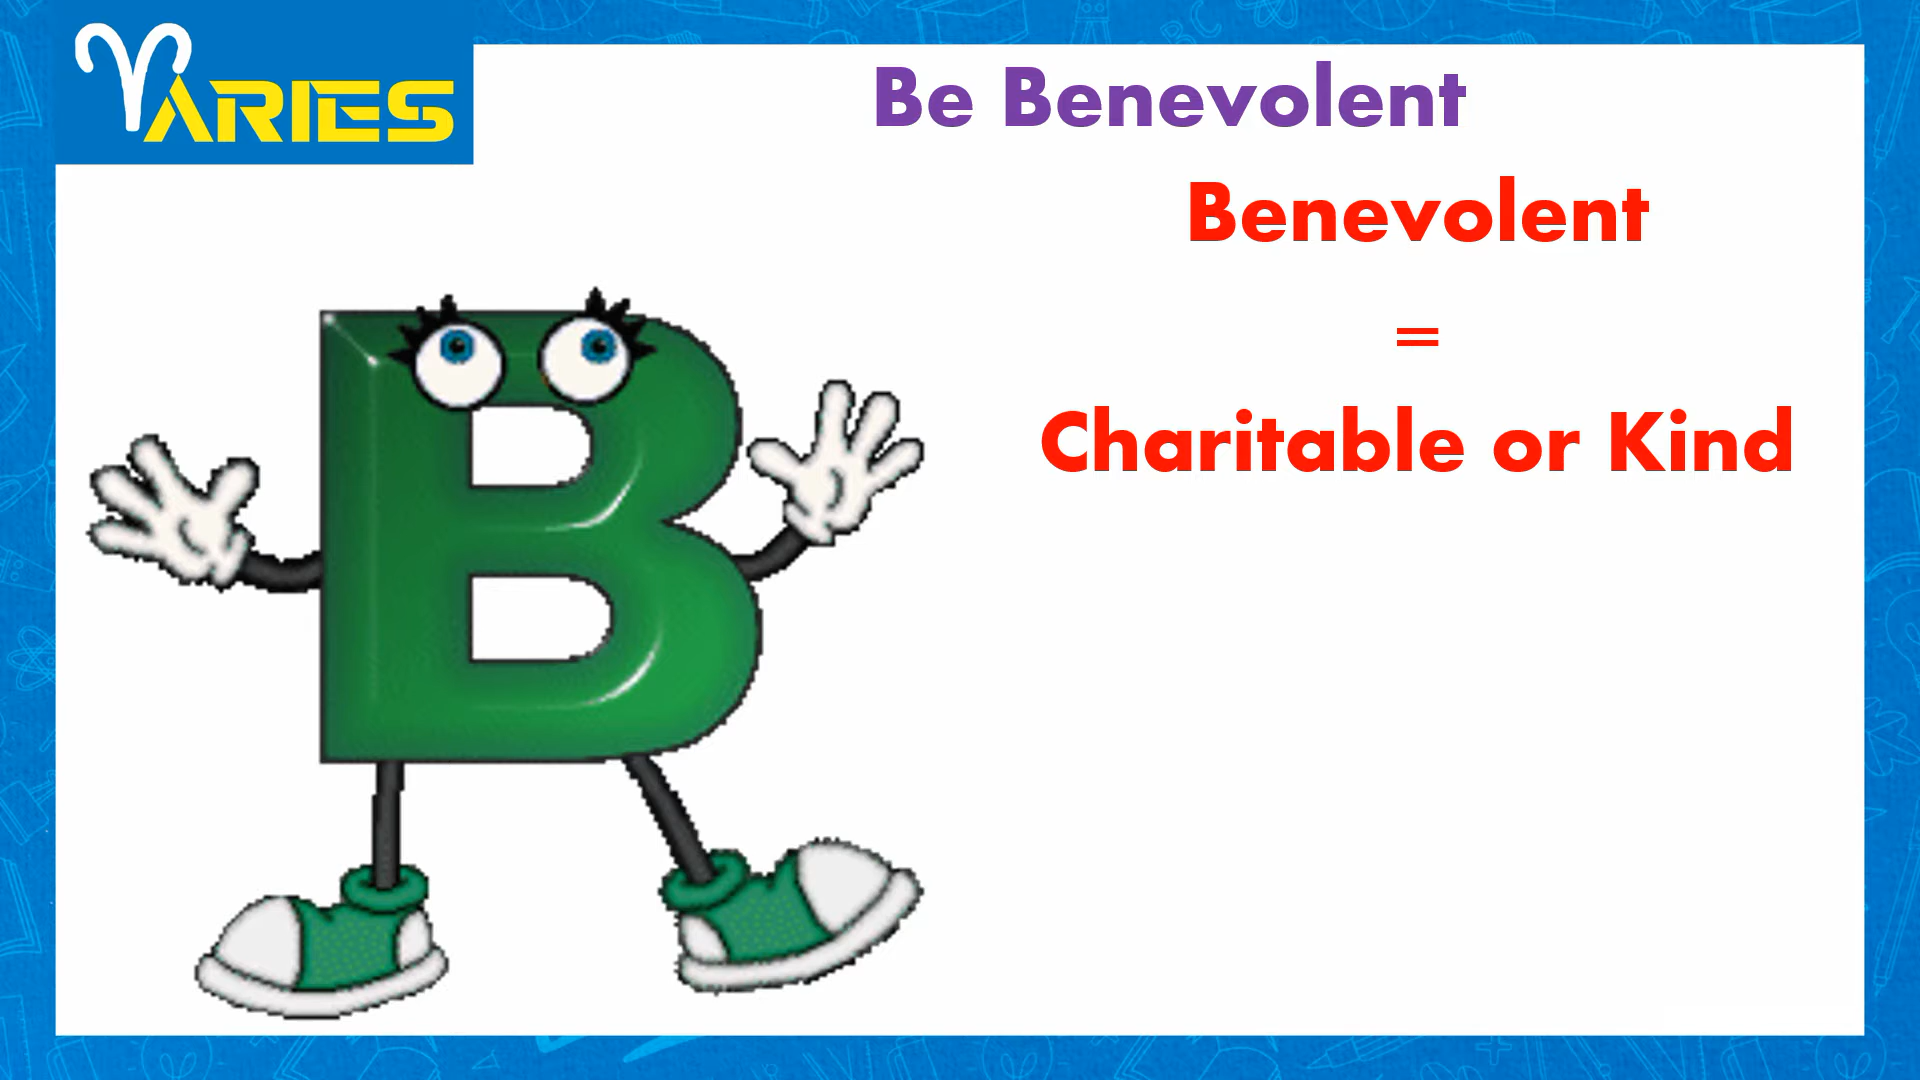 ARIES
Be Benevolent
Benevolent
=
Charitable or Kind
B